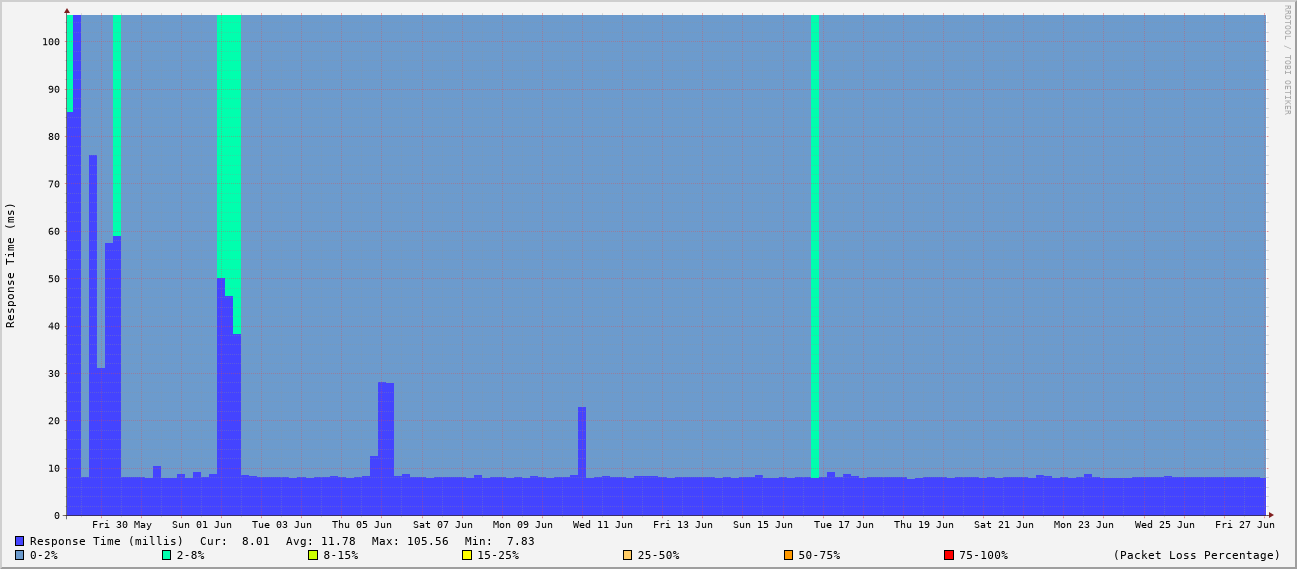 RRDTOOL / TOBI OETIKER
Response Time (ms)
100
90
80
70
60
50
40
30
20
10
0
Fri 30 May Sun 01 Jun Tue 03 Jun Thu 05 Jun Sat 07 Jun Mon 09 Jun Wed 11 Jun Fri 13 Jun Sun 15 Jun Tue 17 Jun Thu 19 Jun Sat 21 Jun Mon 23 Jun Wed 25 Jun Fri 27 Jun
Response Time (millis) Cur: 8.01 Avg: 11.78 Max: 105.56 Min: 7.83
0-2% 2-8% 8-15% 15-25% 25-50% 50-75% 75-100% (Packet Loss Percentage)